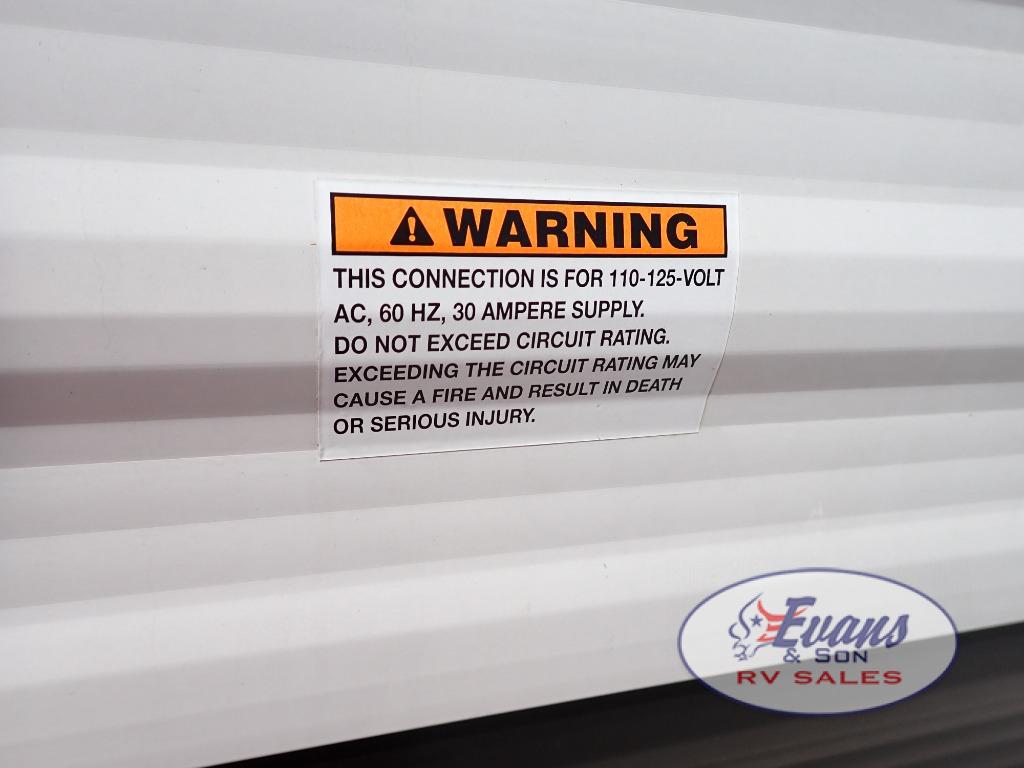 WARNING
THIS CONNECTION IS FOR 110-125-VOLT
AC, 60 HZ, 30 AMPERE SUPPLY.
DO NOT EXCEED CIRCUIT RATING.
EXCEEDING THE CIRCUIT RATING MAY
CAUSE A FIRE AND RESULT IN DEATH
OR SERIOUS INJURY.
Evans
& SON
RV SALES